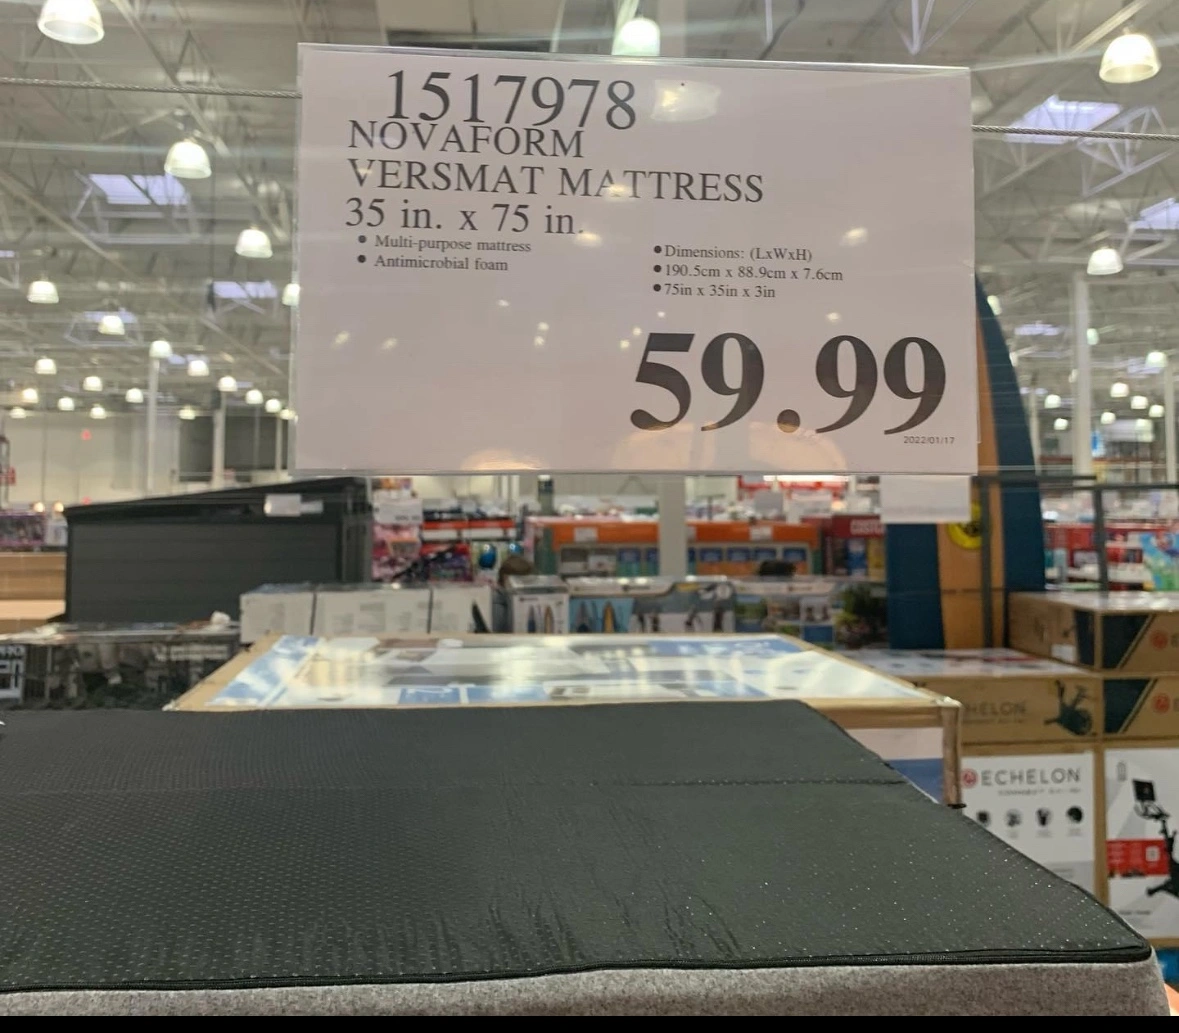 1517978
NOVAFORM
VERSMAT MATTRESS
35 in. x 75 in.
• Multi-purpose mattress
• Antimicrobial foam
• Dimensions: (LxWxH)
• 190.5cm x 88.9cm x 7.6cm
• 75in x 35in x 3in
59.99
2022/01/17
HELON
ECHELON